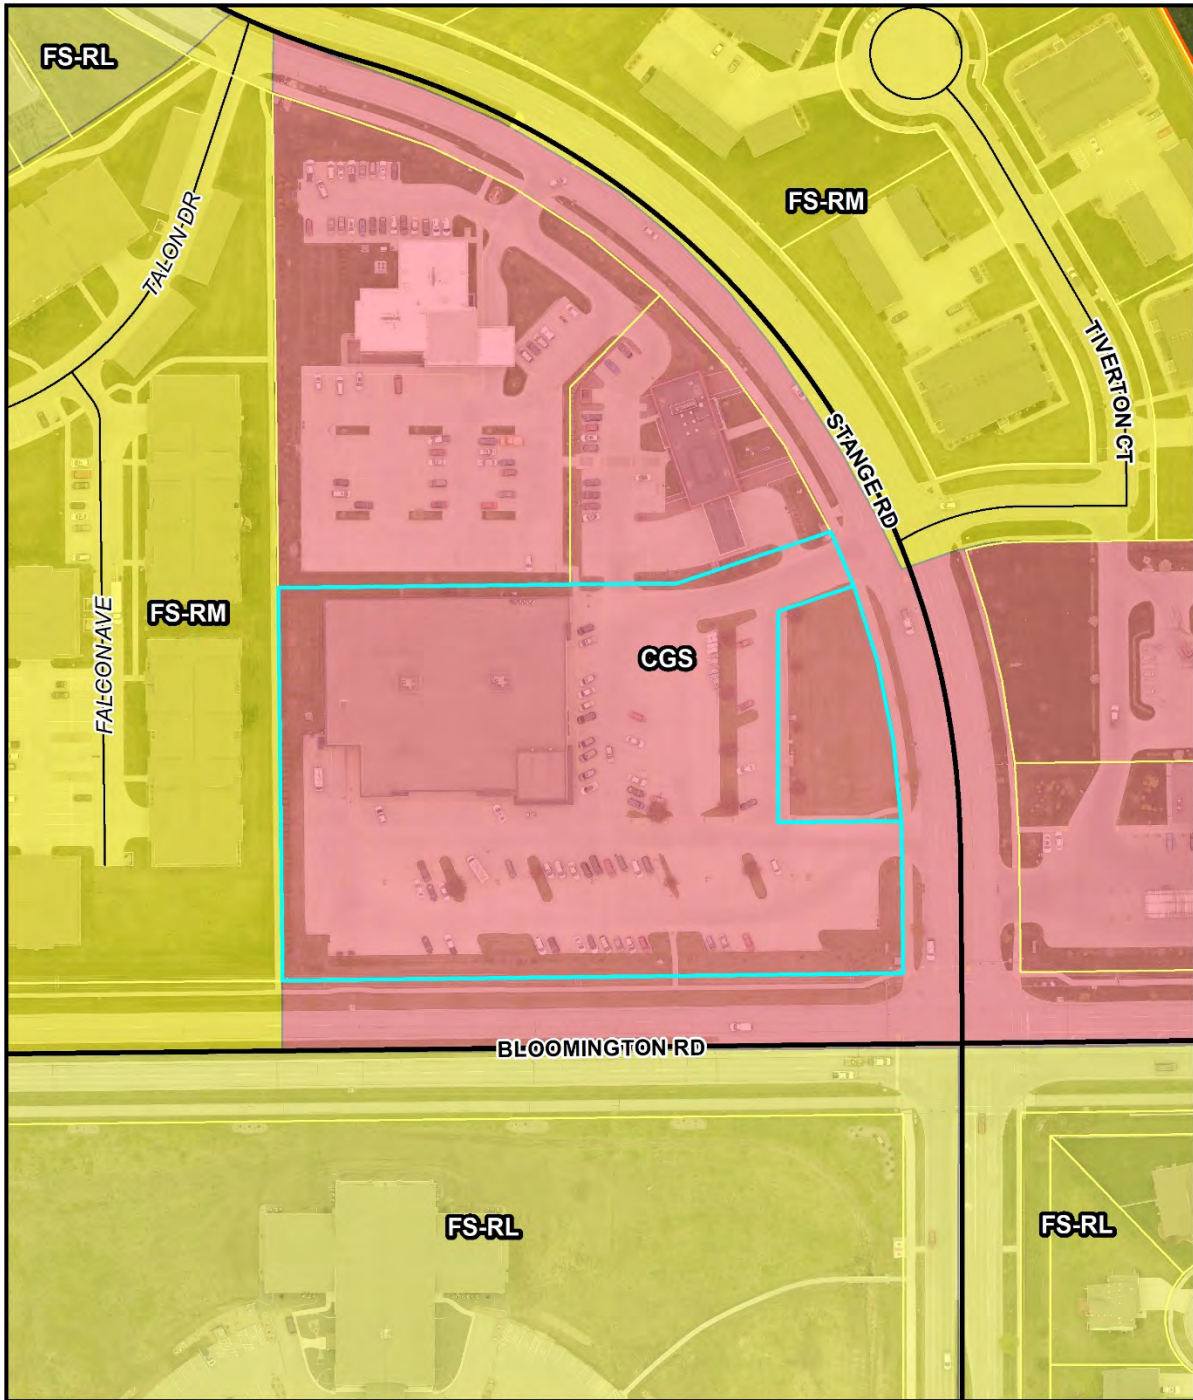 FS-RL
TALON DR
FS-RM
STANGE RD
TIVERTON CT
FALCON AVE
FS-RM
CGS
BLOOMINGTON RD
FS-RL
FS-RL